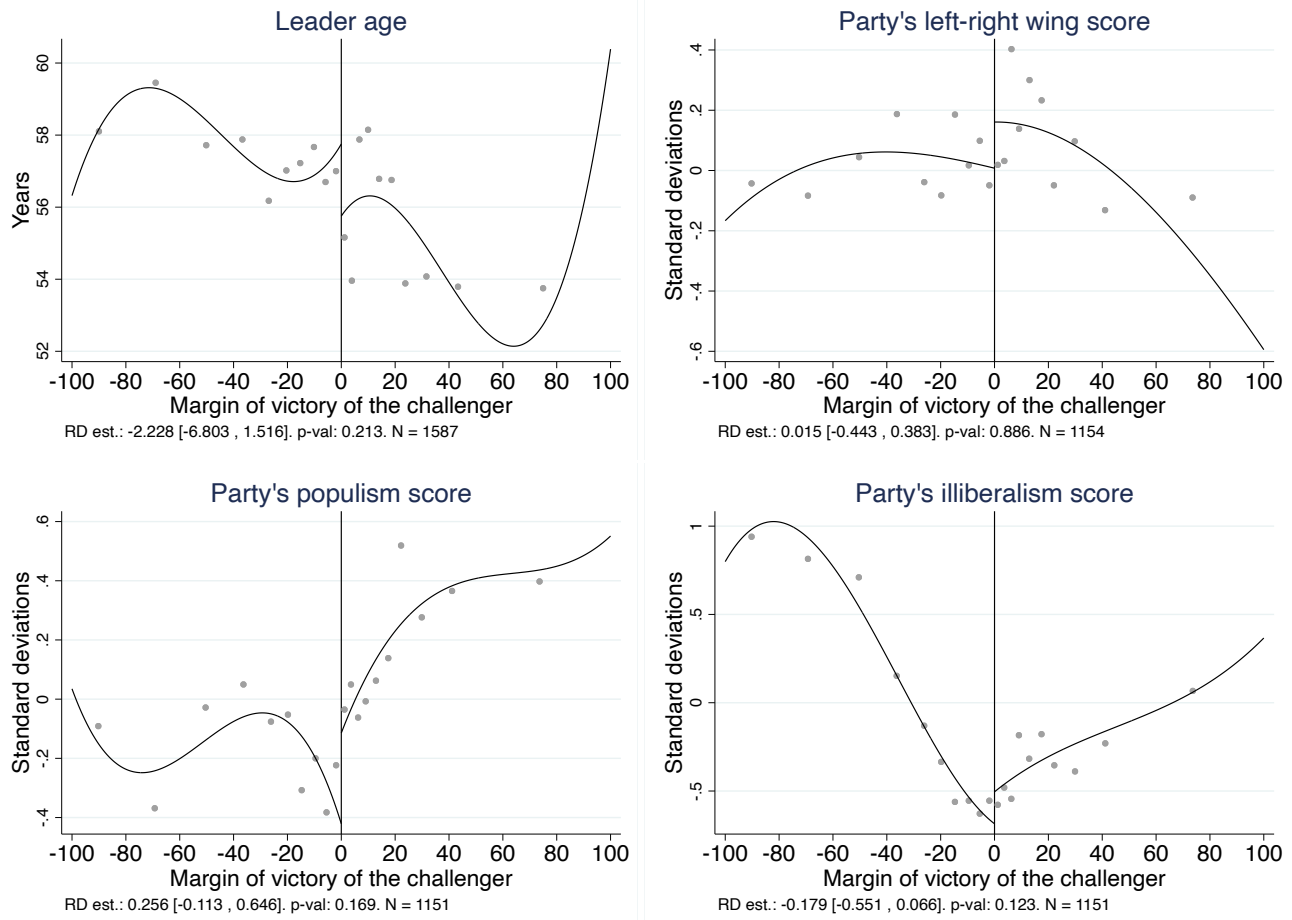 Leader age
Years
60
58
56
54
52
-100 -80 -60 -40 -20 0 20 40 60 80 100
Margin of victory of the challenger
RD est.: -2.228 [-6.803 , 1.516]. p-val: 0.213. N = 1587
Party's left-right wing score
Standard deviations
.4
.2
0
-.2
-.4
-.6
-100 -80 -60 -40 -20 0 20 40 60 80 100
Margin of victory of the challenger
RD est.: 0.015 [-0.443 , 0.383]. p-val: 0.886. N = 1154
Party's populism score
Standard deviations
.6
.4
.2
0
-.2
-.4
-100 -80 -60 -40 -20 0 20 40 60 80 100
Margin of victory of the challenger
RD est.: 0.256 [-0.113 , 0.646]. p-val: 0.169. N = 1151
Party's illiberalism score
Standard deviations
1
.5
0
-.5
-100 -80 -60 -40 -20 0 20 40 60 80 100
Margin of victory of the challenger
RD est.: -0.179 [-0.551 , 0.066]. p-val: 0.123. N = 1151